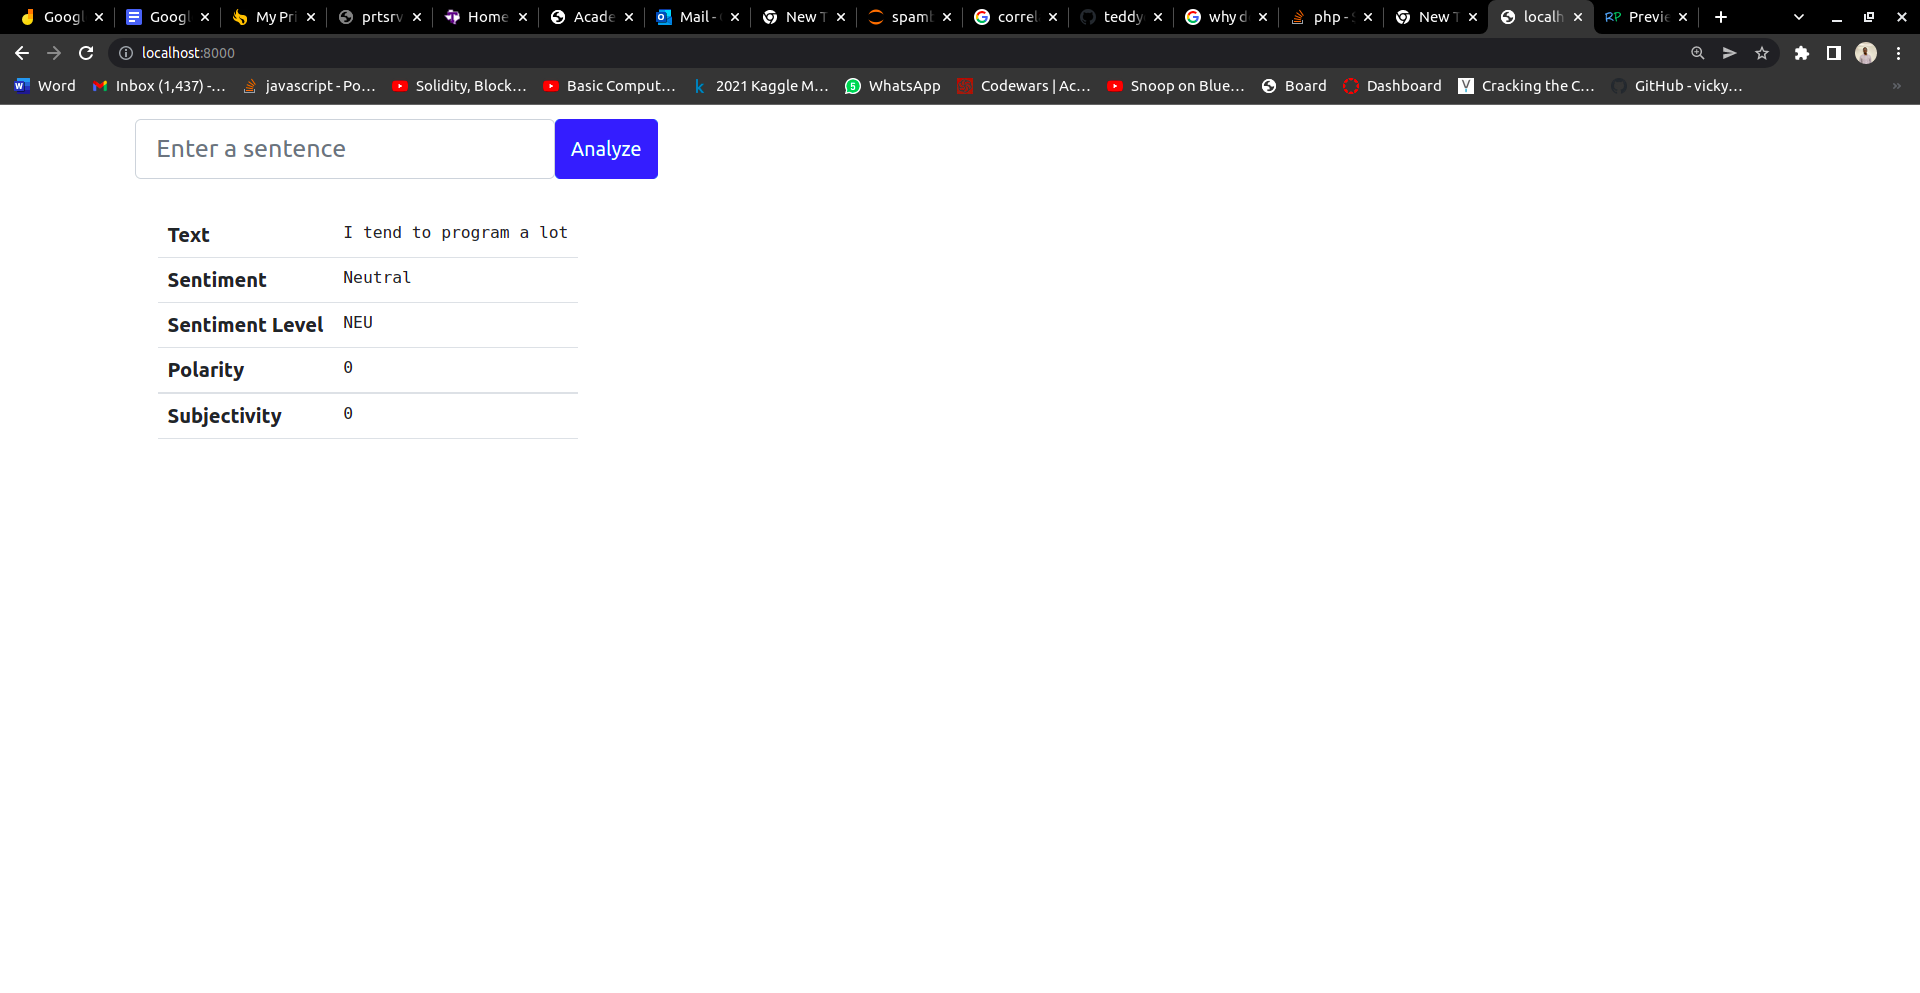 Googl Googl My Pri prtsrv Home Acade Mail - New T spamb correl teddy why d php - S New T localh Previe
localhost:8000
Word Inbox (1,437) -... javascript - Po... Solidity, Block... Basic Comput... 2021 Kaggle M... WhatsApp Codewars | Ac... Snoop on Blue... Board Dashboard Cracking the C... GitHub - vicky...
Enter a sentence Analyze
Text I tend to program a lot
Sentiment Neutral
Sentiment Level NEU
Polarity 0
Subjectivity 0